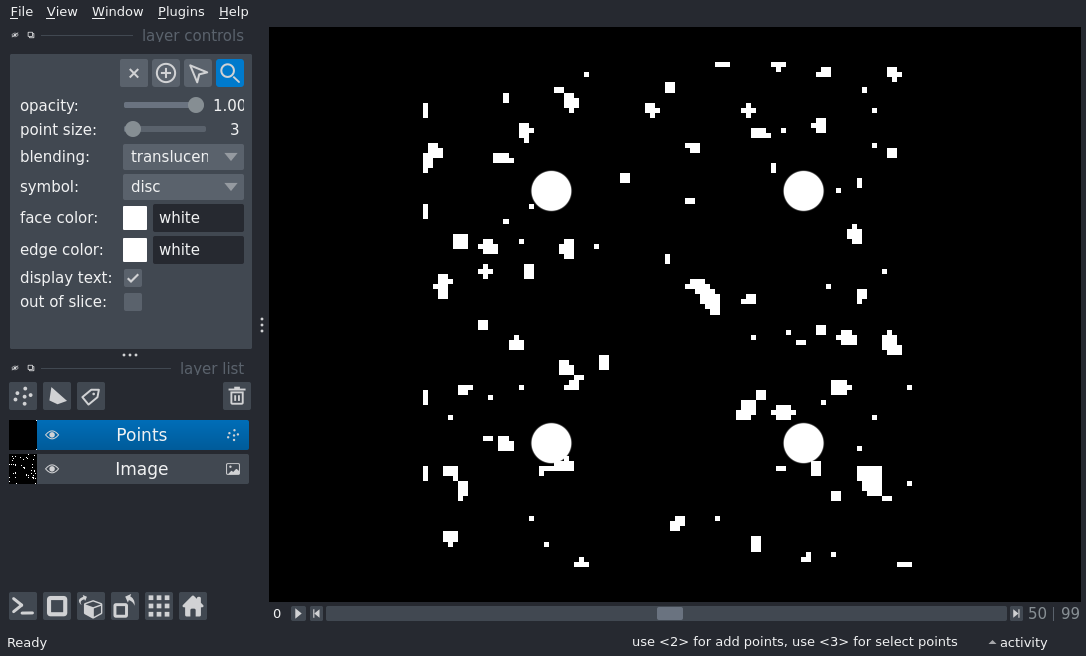 File View Window Plugins Help
layer controls
opacity: 1.00
point size: 3
blending: translucen
symbol: disc
face color: white
edge color: white
display text:
out of slice:
layer list
Points
Image
0 50 | 99
Ready use <2> for add points, use <3> for select points activity